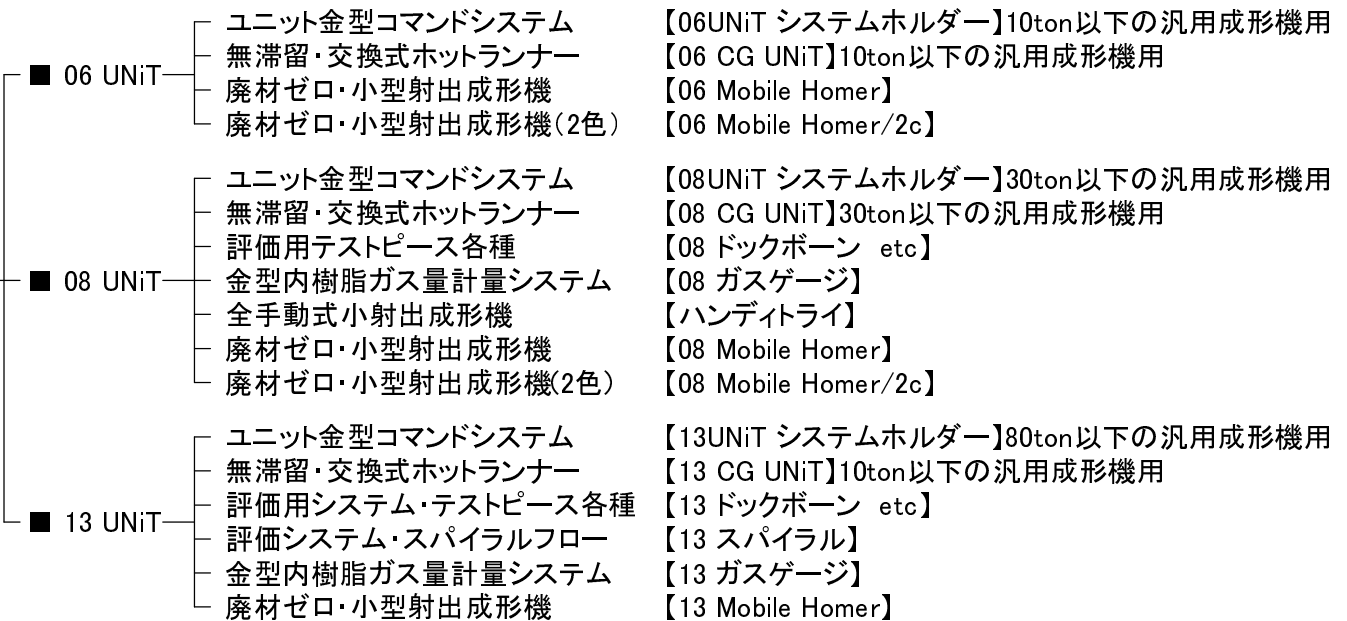 ユニット金型コマンドシステム 【06UNiT システムホルダー】10ton以下の汎用成形機用
無滞留・交換式ホットランナー 【06 CG UNiT】10ton以下の汎用成形機用
■ 06 UNiT
廃材ゼロ・小型射出成形機 【06 Mobile Homer】
廃材ゼロ・小型射出成形機(2色) 【06 Mobile Homer/2c】
ユニット金型コマンドシステム 【08UNiT システムホルダー】30ton以下の汎用成形機用
無滞留・交換式ホットランナー 【08 CG UNiT】30ton以下の汎用成形機用
評価用テストピース各種 【08 ドックボーン etc】
■ 08 UNiT 金型内樹脂ガス量計量システム 【08 ガスゲージ】
全手動式小射出成形機 【ハンディトライ】
廃材ゼロ・小型射出成形機 【08 Mobile Homer】
廃材ゼロ・小型射出成形機(2色) 【08 Mobile Homer/2c】
ユニット金型コマンドシステム 【13UNiT システムホルダー】80ton以下の汎用成形機用
無滞留・交換式ホットランナー 【13 CG UNiT】10ton以下の汎用成形機用
評価用システム・テストピース各種 【13 ドックボーン etc】
■ 13 UNiT
評価システム・スパイラルフロー 【13 スパイラル】
金型内樹脂ガス量計量システム 【13 ガスゲージ】
廃材ゼロ・小型射出成形機 【13 Mobile Homer】